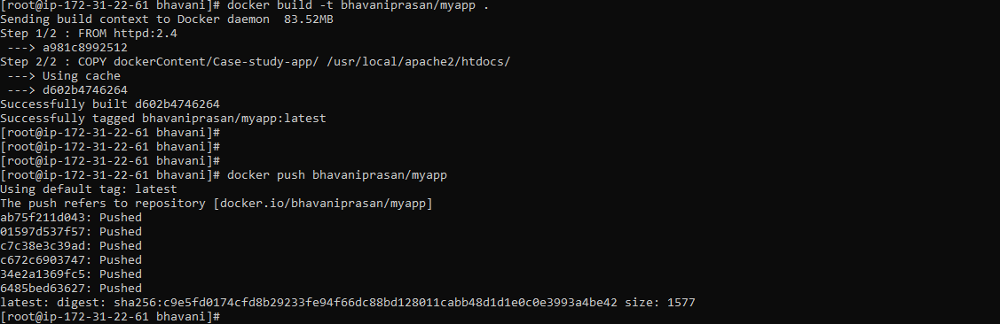 [root@ip-172-31-22-61 bhavani]# docker build -t bhavaniprasan/myapp .
Sending build context to Docker daemon  83.52MB
Step 1/2 : FROM httpd:2.4
 ---> a981c8992512
Step 2/2 : COPY dockerContent/Case-study-app/ /usr/local/apache2/htdocs/
 ---> Using cache
 ---> d602b4746264
Successfully built d602b4746264
Successfully tagged bhavaniprasan/myapp:latest
[root@ip-172-31-22-61 bhavani]#
[root@ip-172-31-22-61 bhavani]#
[root@ip-172-31-22-61 bhavani]#
[root@ip-172-31-22-61 bhavani]# docker push bhavaniprasan/myapp
Using default tag: latest
The push refers to repository [docker.io/bhavaniprasan/myapp]
ab75f211d043: Pushed
01597d537f57: Pushed
c7c38e3c39ad: Pushed
c672c6903747: Pushed
34e2a1369fc5: Pushed
6485bed63627: Pushed
latest: digest: sha256:c9e5fd0174cfd8b29233fe94f66dc88bd128011cabb48d1d1e0c0e3993a4be42 size: 1577
[root@ip-172-31-22-61 bhavani]#